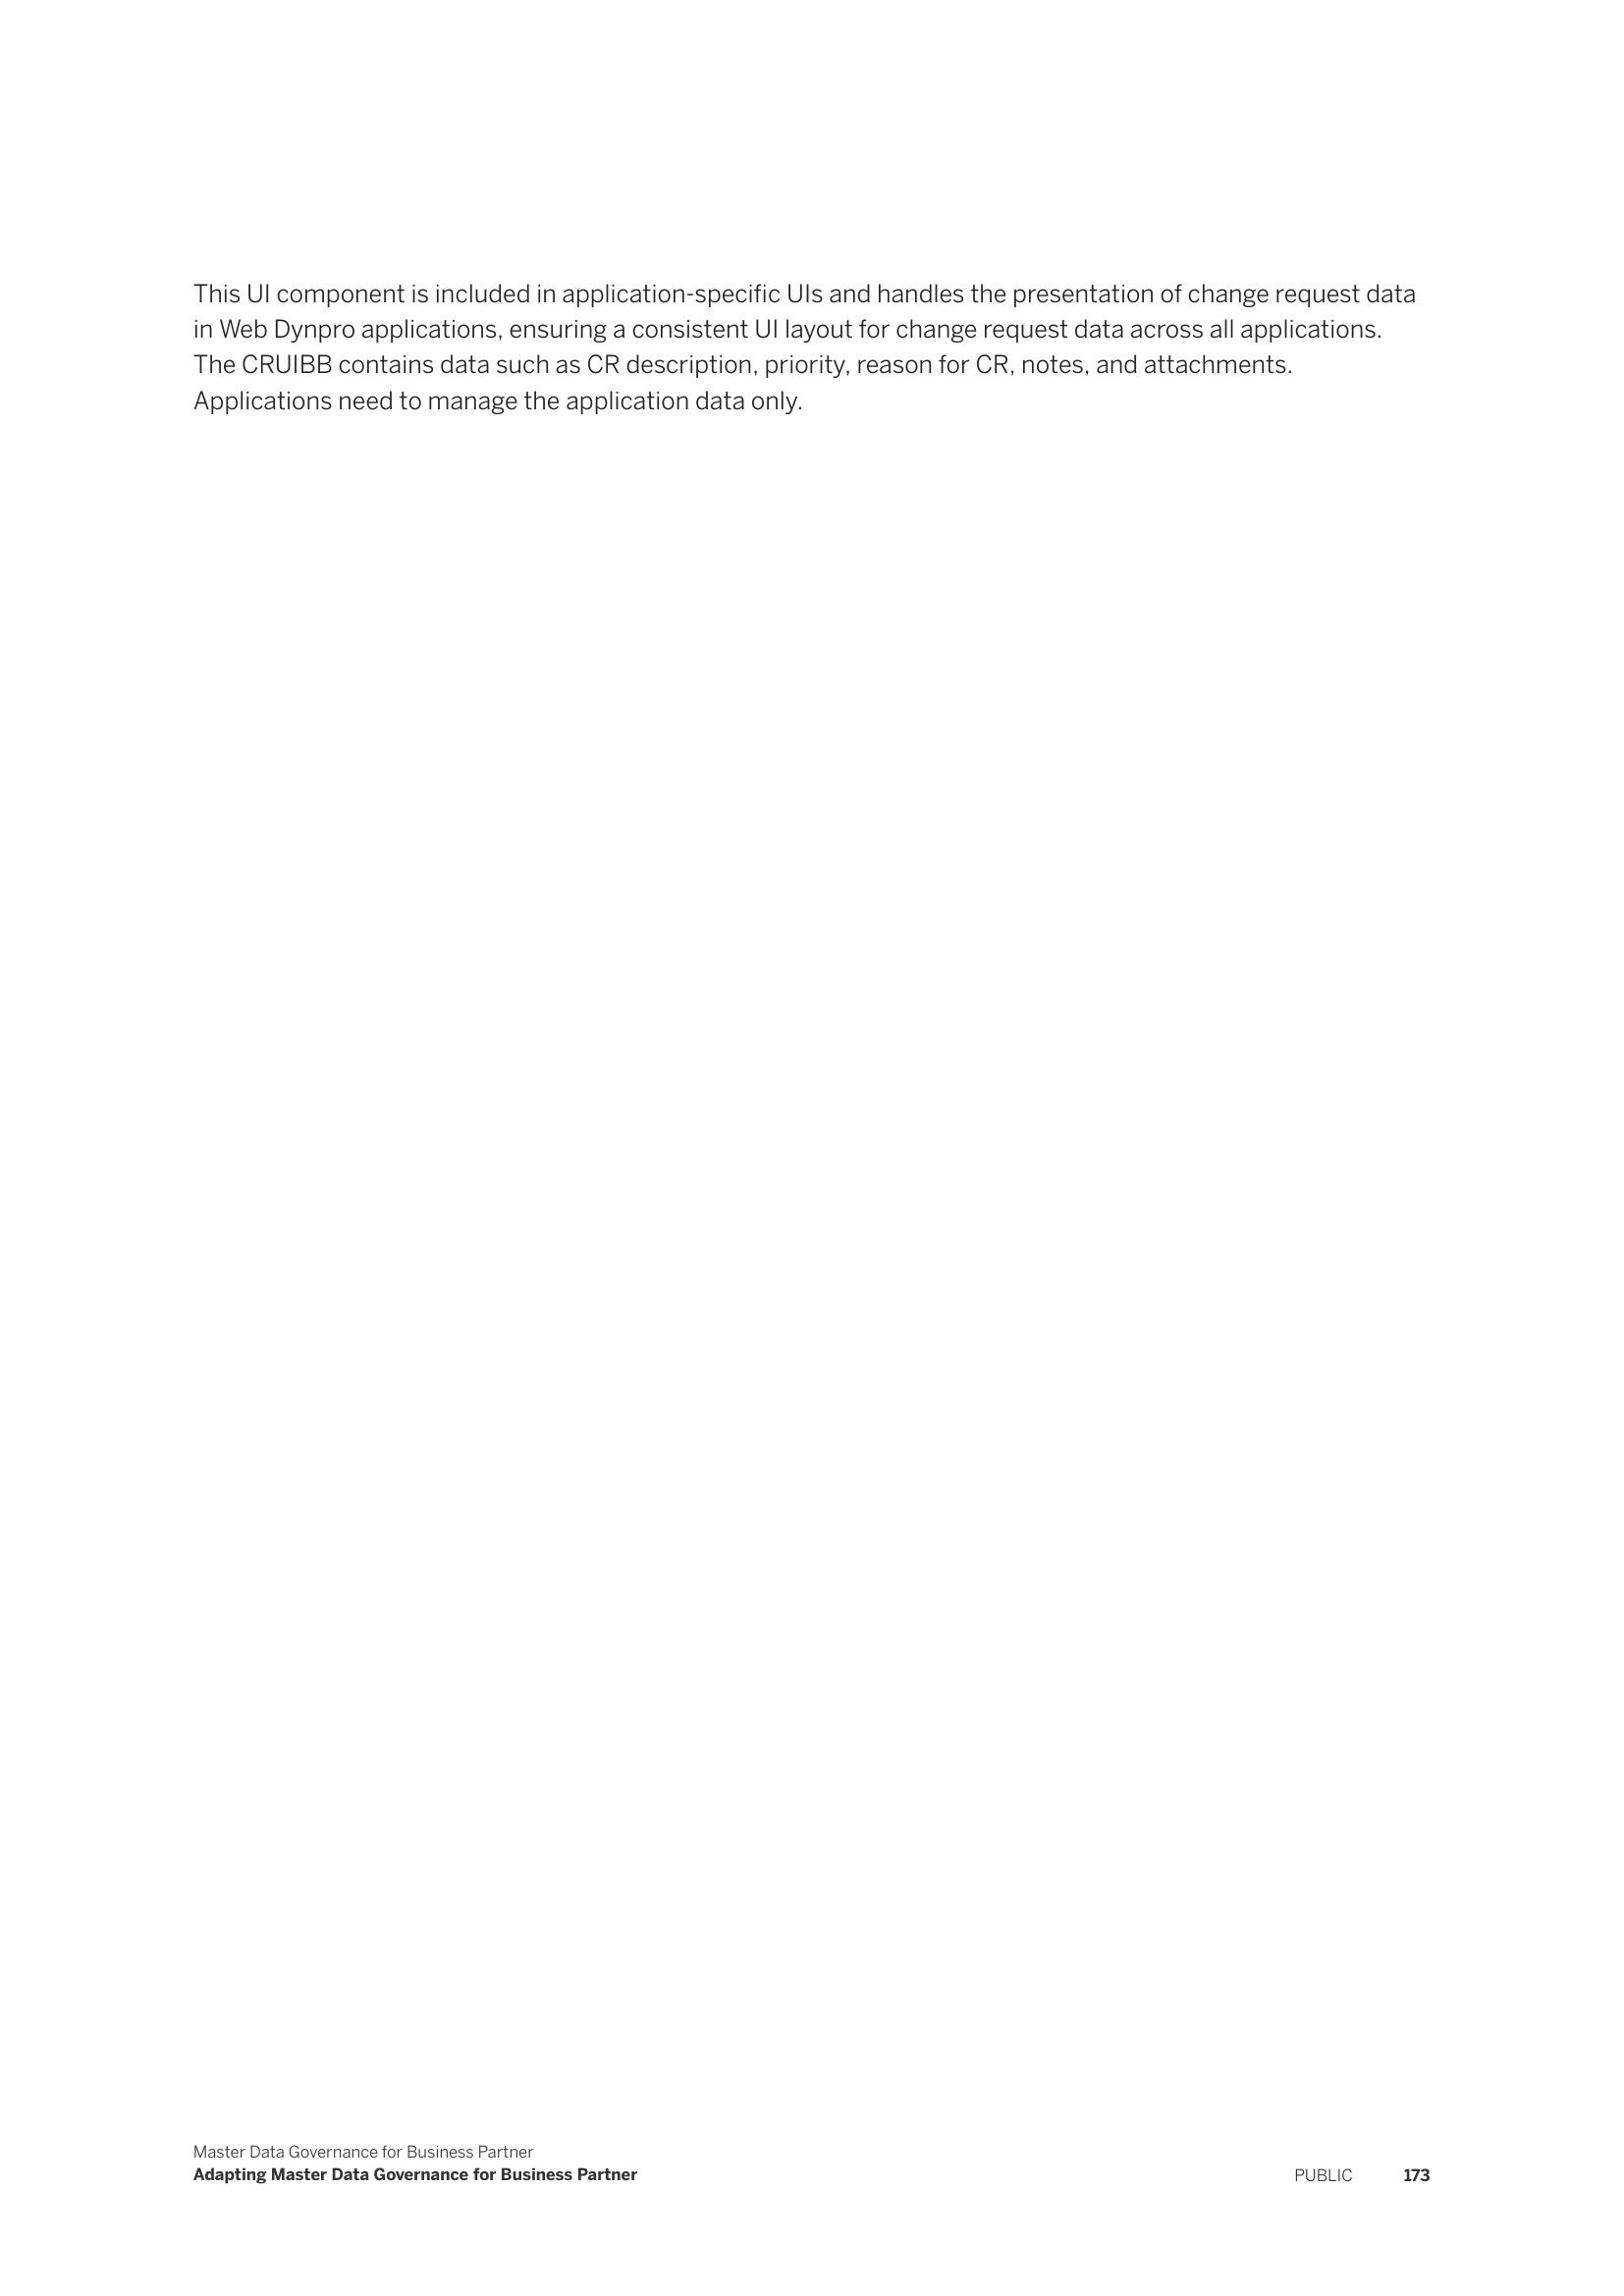 This UI component is included in application-specific UIs and handles the presentation of change request data
in Web Dynpro applications, ensuring a consistent UI layout for change request data across all applications.
The CRUIBB contains data such as CR description, priority, reason for CR, notes, and attachments.
Applications need to manage the application data only.
Master Data Governance for Business Partner
Adapting Master Data Governance for Business Partner
PUBLIC 173